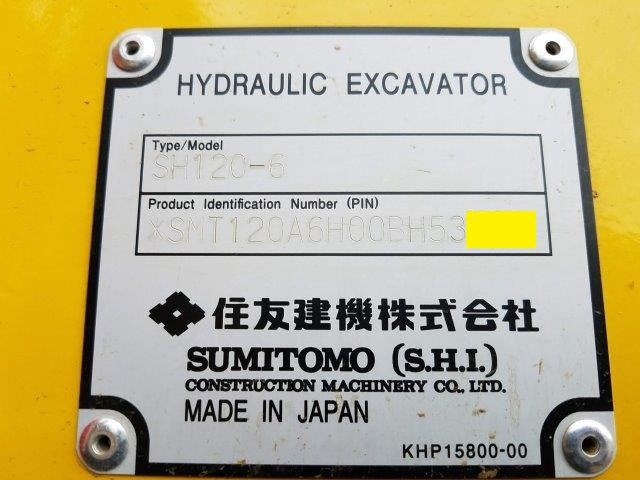 HYDRAULIC EXCAVATOR
Type/Model
SH120-6
Product Identification Number (PIN)
*SMT120A6H00BH53
住友建機株式会社
SUMITOMO (S.H.I.)
CONSTRUCTION MACHINERY CO., LTD.
MADE IN JAPAN
KHP15800-00